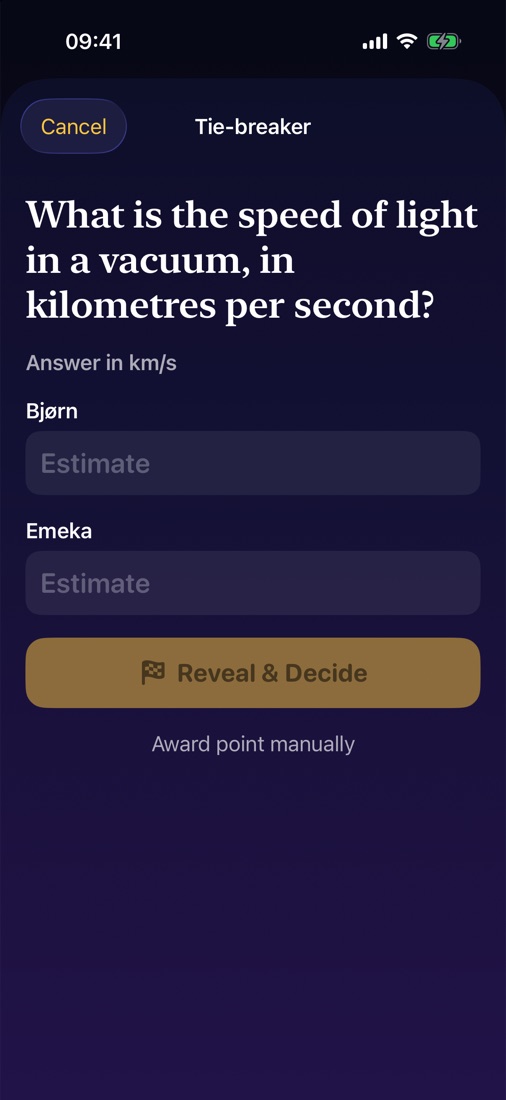 09:41
Cancel
Tie-breaker
What is the speed of light
in a vacuum, in
kilometres per second?
Answer in km/s
Bjørn
Estimate
Emeka
Estimate
Reveal & Decide
Award point manually